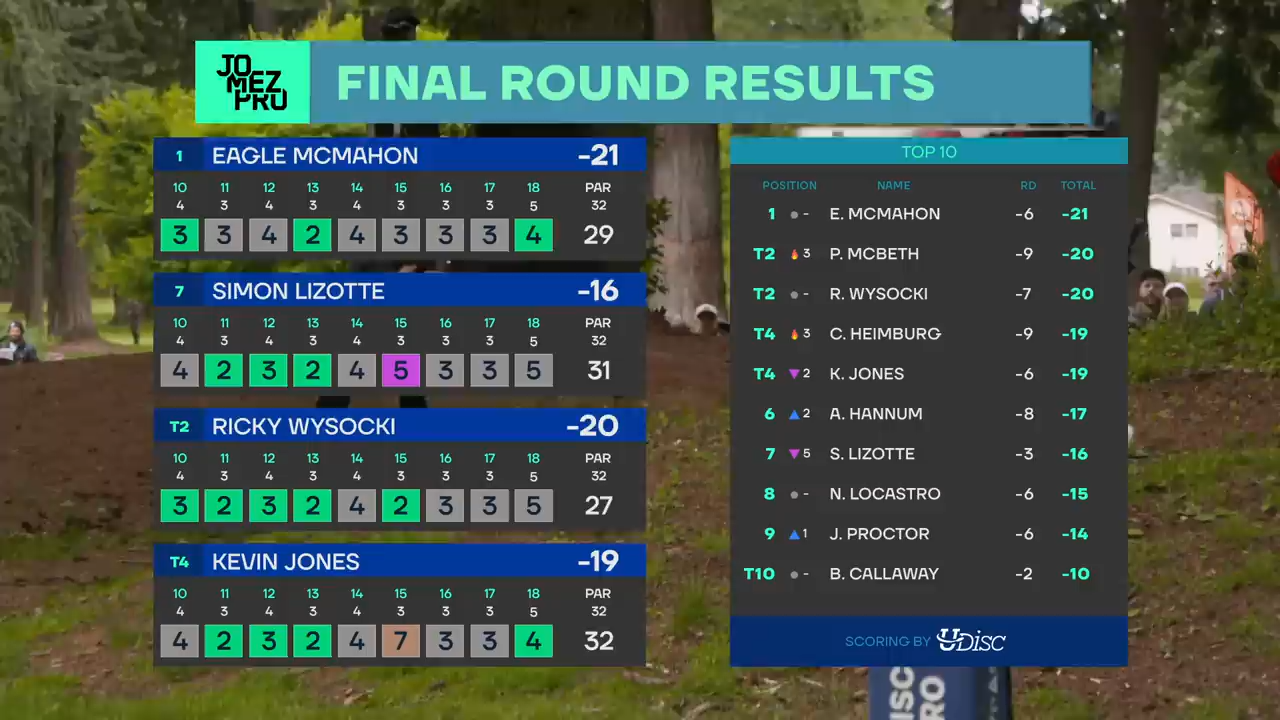 JO
MEZ
PRO
FINAL ROUND RESULTS
1 EAGLE MCMAHON -21
10 11 12 13 14 15 16 17 18 PAR
4 3 4 3 4 3 3 3 5 32
3 3 4 2 4 3 3 3 4 29
7 SIMON LIZOTTE -16
10 11 12 13 14 15 16 17 18 PAR
4 3 4 3 4 3 3 3 5 32
4 2 3 2 4 5 3 3 5 31
T2 RICKY WYSOCKI -20
10 11 12 13 14 15 16 17 18 PAR
4 3 4 3 4 3 3 3 5 32
3 2 3 2 4 2 3 3 5 27
T4 KEVIN JONES -19
10 11 12 13 14 15 16 17 18 PAR
4 3 4 3 4 3 3 3 5 32
4 2 3 2 4 7 3 3 4 32
TOP 10
POSITION NAME RD TOTAL
1 - E. MCMAHON -6 -21
T2 3 P. MCBETH -9 -20
T2 - R. WYSOCKI -7 -20
T4 3 C. HEIMBURG -9 -19
T4 2 K. JONES -6 -19
6 2 A. HANNUM -8 -17
7 5 S. LIZOTTE -3 -16
8 - N. LOCASTRO -6 -15
9 1 J. PROCTOR -6 -14
T10 - B. CALLAWAY -2 -10
SCORING BY UDisc
DISC
PRO